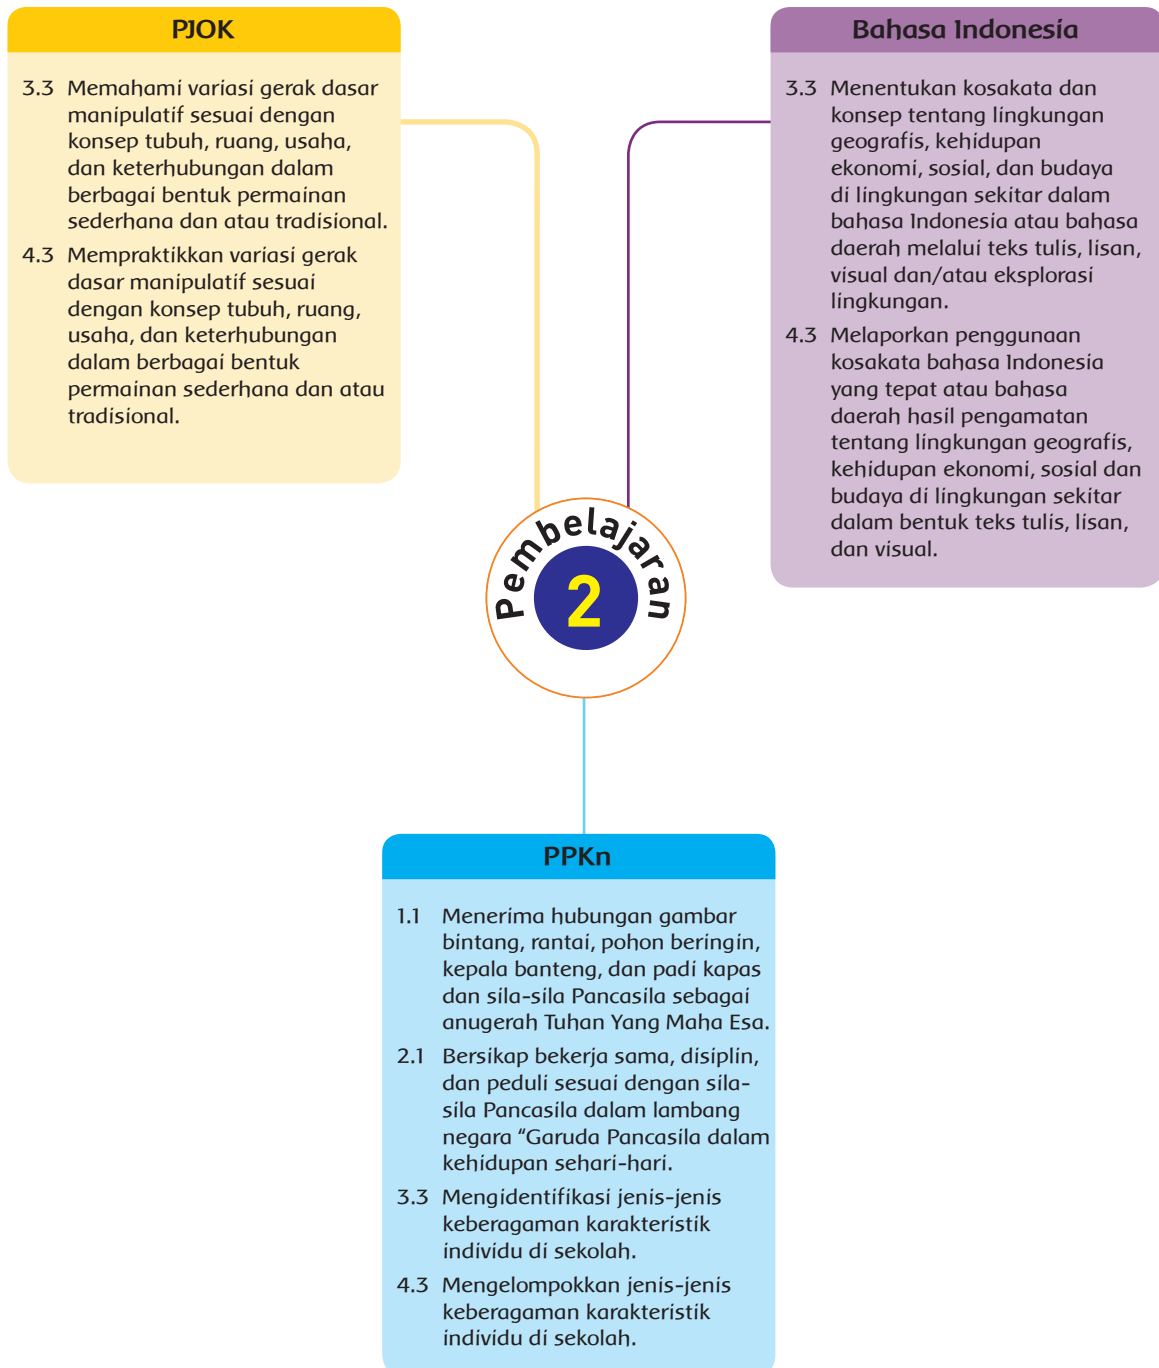 PJOK
3.3 Memahami variasi gerak dasar
manipulatif sesuai dengan
konsep tubuh, ruang, usaha,
dan keterhubungan dalam
berbagai bentuk permainan
sederhana dan atau tradisional.
4.3 Mempraktikkan variasi gerak
dasar manipulatif sesuai
dengan konsep tubuh, ruang,
usaha, dan keterhubungan
dalam berbagai bentuk
permainan sederhana dan atau
tradisional.
Bahasa Indonesia
3.3 Menentukan kosakata dan
konsep tentang lingkungan
geografis, kehidupan
ekonomi, sosial, dan budaya
di lingkungan sekitar dalam
bahasa Indonesia atau bahasa
daerah melalui teks tulis, lisan,
visual dan/atau eksplorasi
lingkungan.
4.3 Melaporkan penggunaan
kosakata bahasa Indonesia
yang tepat atau bahasa
daerah hasil pengamatan
tentang lingkungan geografis,
kehidupan ekonomi, sosial dan
budaya di lingkungan sekitar
dalam bentuk teks tulis, lisan,
dan visual.
Pembelajaran
2
PPKn
1.1 Menerima hubungan gambar
bintang, rantai, pohon beringin,
kepala banteng, dan padi kapas
dan sila-sila Pancasila sebagai
anugerah Tuhan Yang Maha Esa.
2.1 Bersikap bekerja sama, disiplin,
dan peduli sesuai dengan sila-
sila Pancasila dalam lambang
negara “Garuda Pancasila dalam
kehidupan sehari-hari.
3.3 Mengidentifikasi jenis-jenis
keberagaman karakteristik
individu di sekolah.
4.3 Mengelompokkan jenis-jenis
keberagaman karakteristik
individu di sekolah.